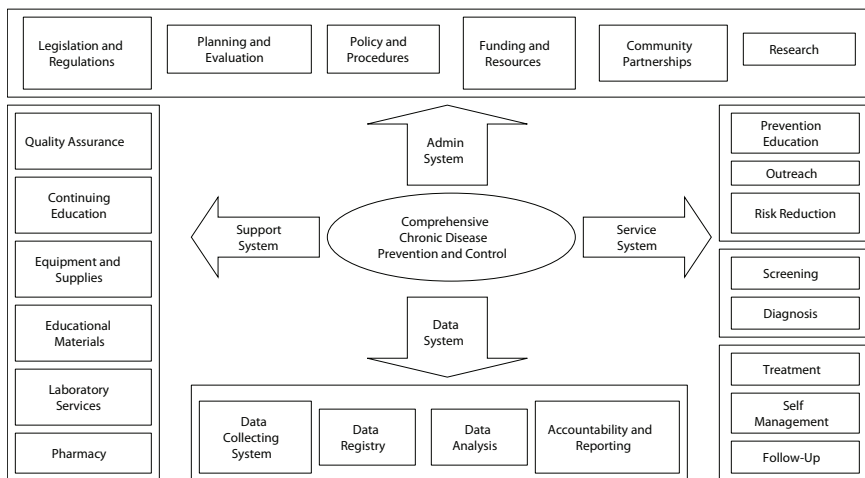 Legislation and
Regulations
Planning and
Evaluation
Policy and
Procedures
Funding and
Resources
Community
Partnerships
Research
Quality Assurance
Continuing
Education
Equipment and
Supplies
Educational
Materials
Laboratory
Services
Pharmacy
Admin
System
Support
System
Comprehensive
Chronic Disease
Prevention and Control
Service
System
Data
System
Prevention
Education
Outreach
Risk Reduction
Screening
Diagnosis
Treatment
Self
Management
Follow-Up
Data
Collecting
System
Data
Registry
Data
Analysis
Accountability and
Reporting